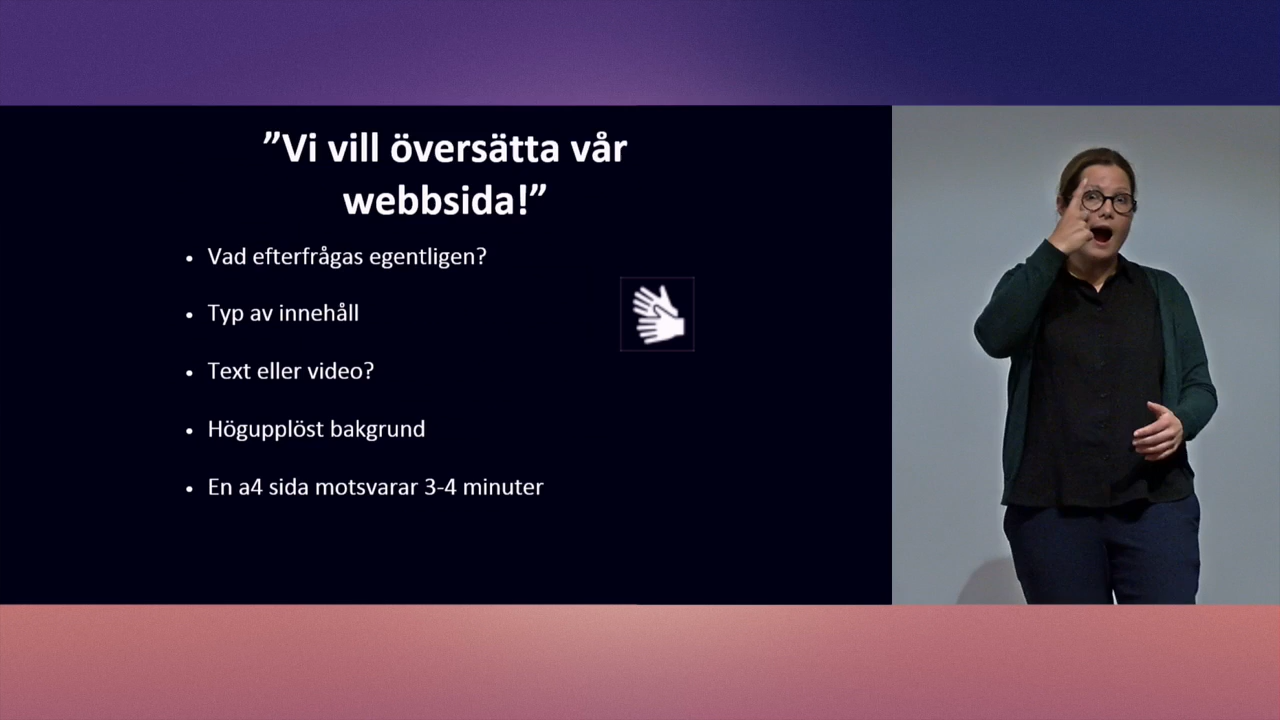 ”Vi vill översätta vår
webbsida!”
• Vad efterfrågas egentligen?
• Typ av innehåll
• Text eller video?
• Högupplöst bakgrund
• En a4 sida motsvarar 3-4 minuter